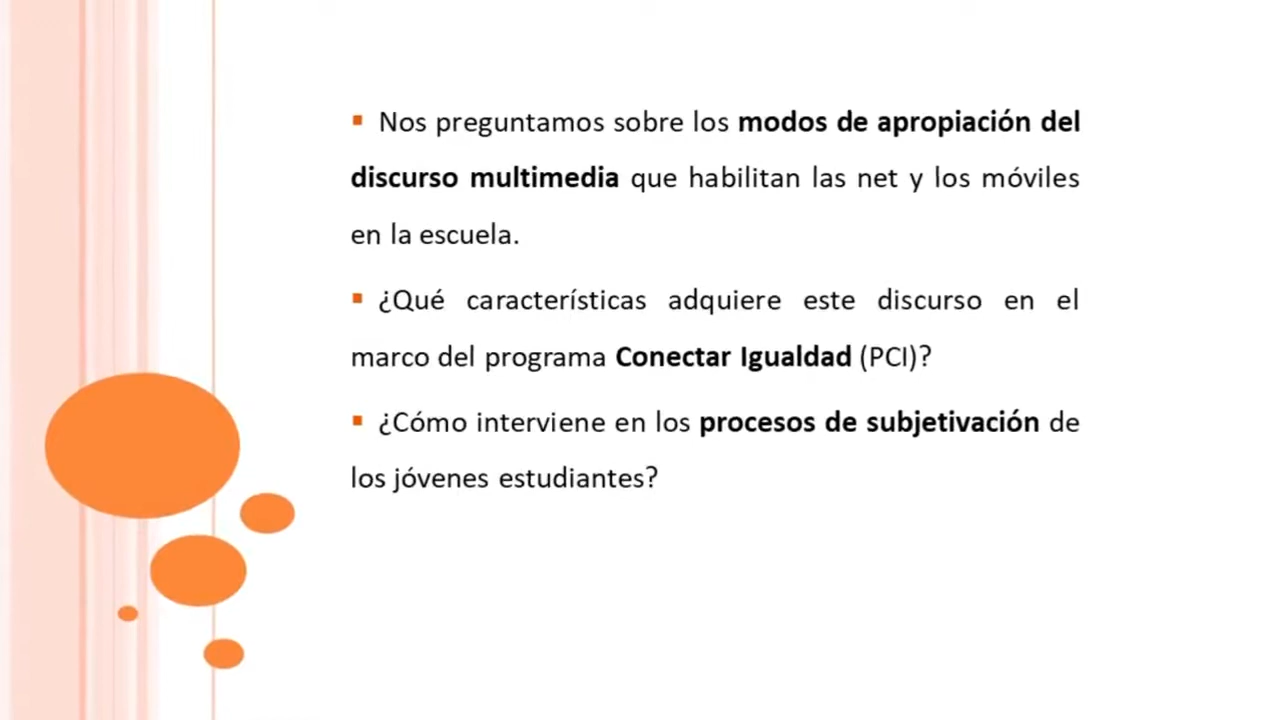 ▪ Nos preguntamos sobre los modos de apropiación del
discurso multimedia que habilitan las net y los móviles
en la escuela.
▪ ¿Qué características adquiere este discurso en el
marco del programa Conectar Igualdad (PCI)?
▪ ¿Cómo interviene en los procesos de subjetivación de
los jóvenes estudiantes?